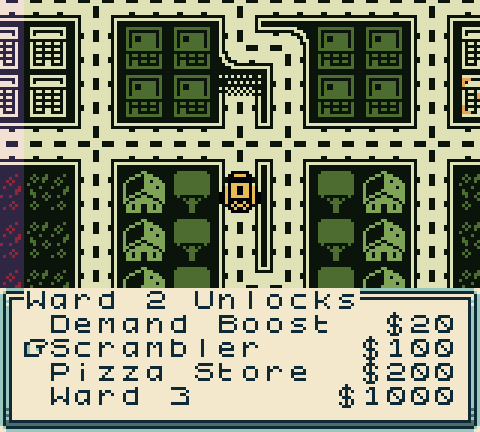 Ward 2 Unlocks
Demand Boost $20
Scrambler $100
Pizza Store $200
Ward 3 $1000